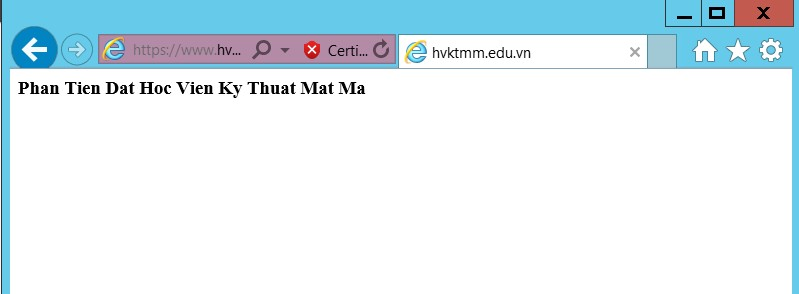 https://www.hv... Certi... hvktmm.edu.vn
Phan Tien Dat Hoc Vien Ky Thuat Mat Ma